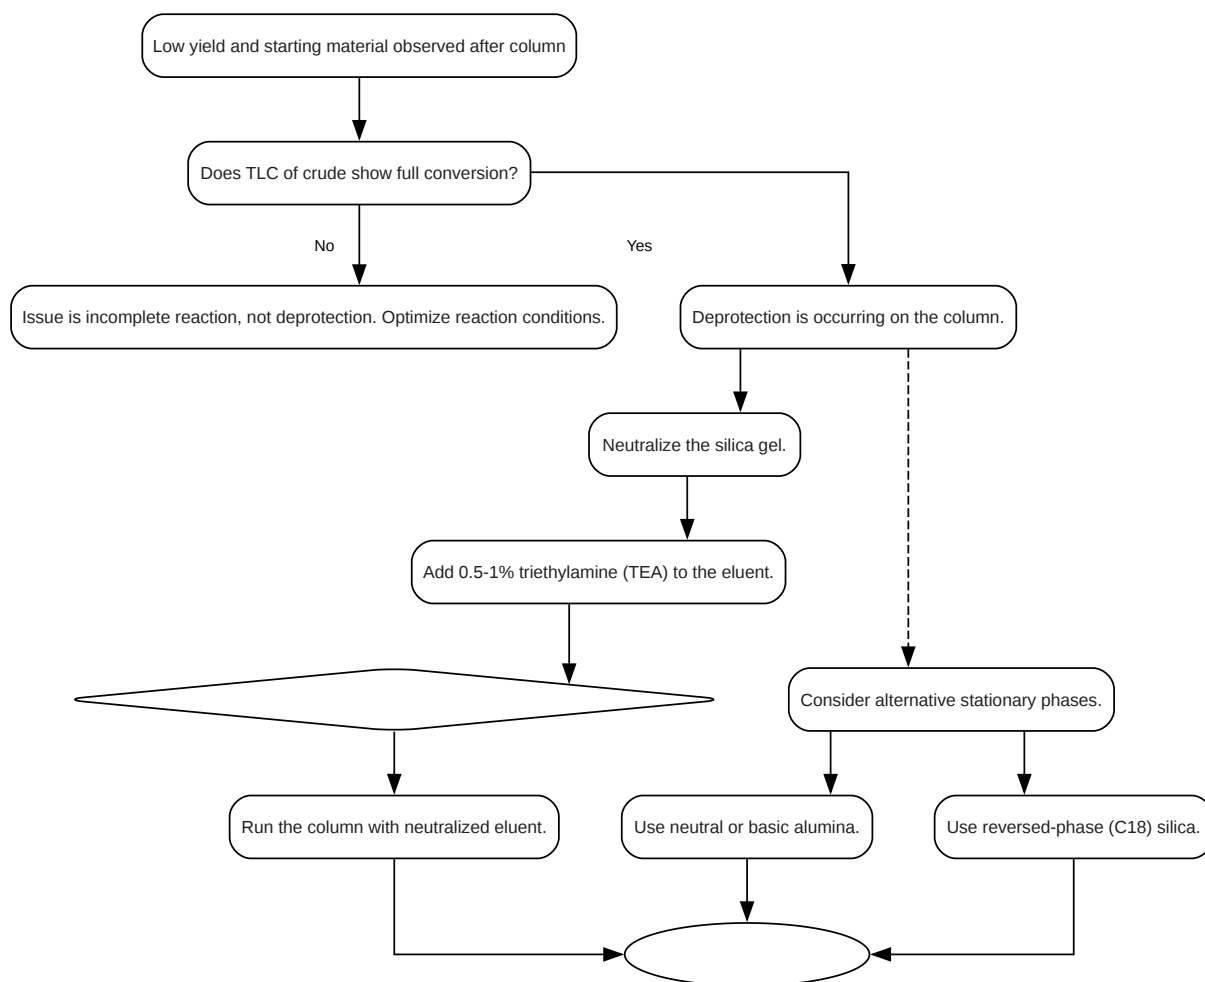 Low yield and starting material observed after column
Does TLC of crude show full conversion?
No
Yes
Issue is incomplete reaction, not deprotection. Optimize reaction conditions.
Deprotection is occurring on the column.
Neutralize the silica gel.
Add 0.5-1% triethylamine (TEA) to the eluent.
Consider alternative stationary phases.
Run the column with neutralized eluent.
Use neutral or basic alumina.
Use reversed-phase (C18) silica.